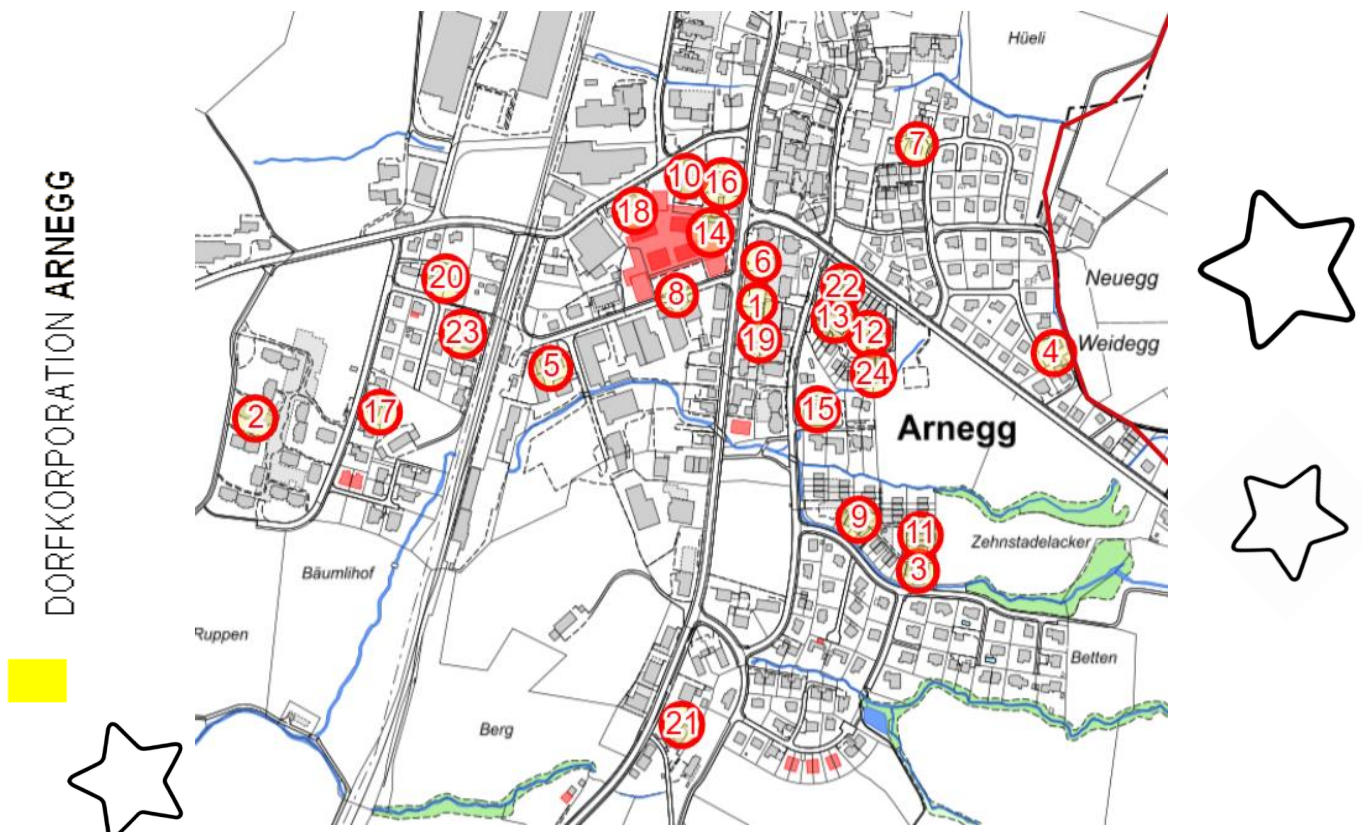 DORFKORPORATION ARNEGG
Hüeli
7
10
16
18
14
6
20
8
1
22
Neuegg
13
12
23
19
Weidegg
4
5
24
2
17
15
Arnegg
9
11
Zehnstadelacker
3
Bäumlihof
Ruppen
Betten
21
Berg